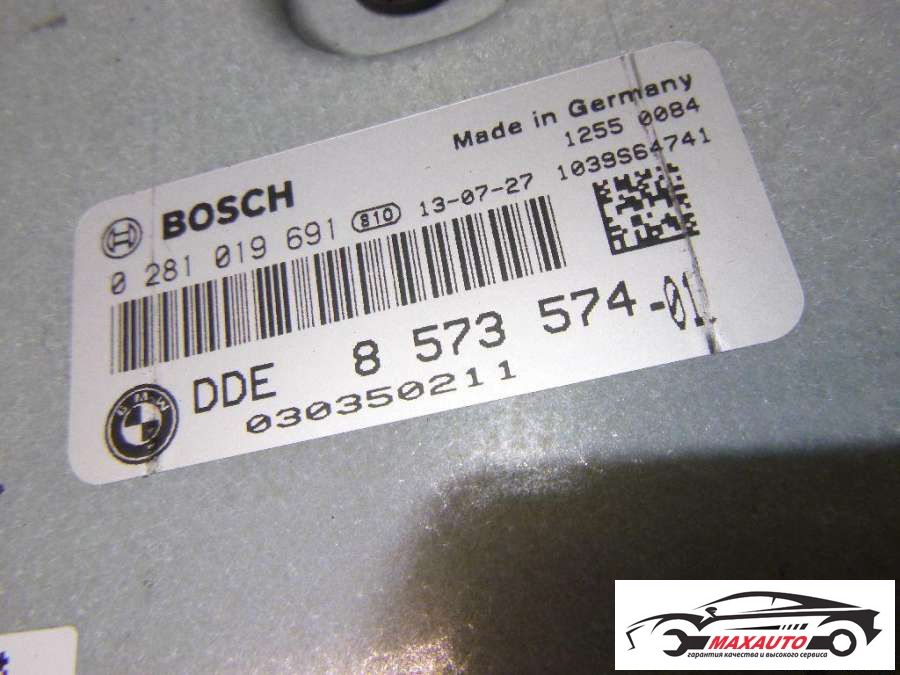 Made in Germany
1255 0084
1039S64741
BOSCH
0 281 019 691 810 13-07-27
DDE 8 573 574-01
030350211
BMW
MAXAUTO
гарантия качества и высокого сервиса